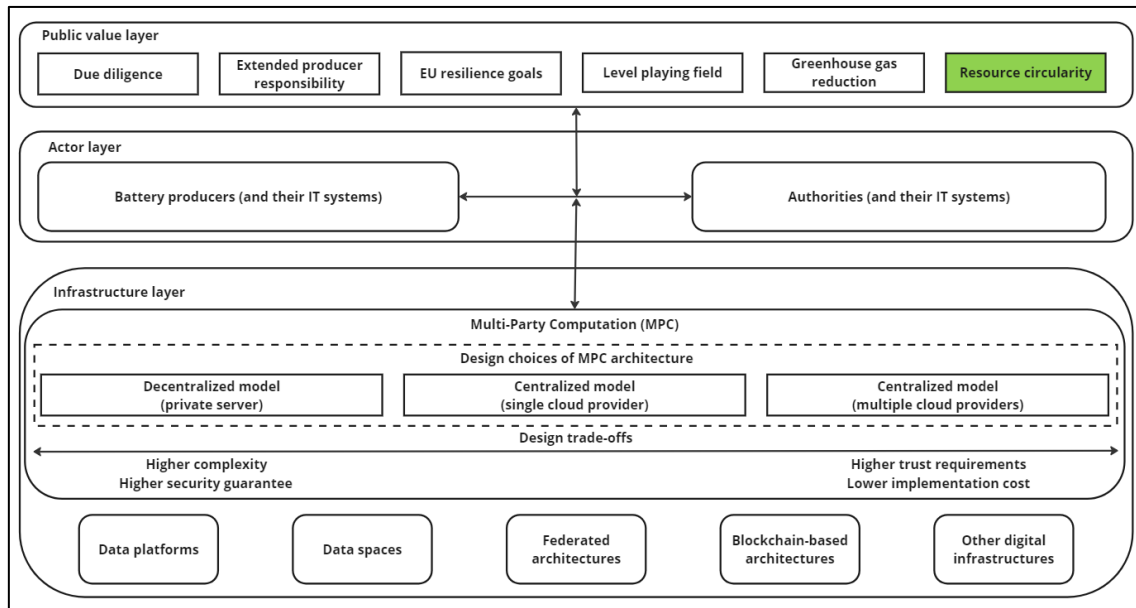 Public value layer
Due diligence
Extended producer
responsibility
EU resilience goals
Level playing field
Greenhouse gas
reduction
Resource circularity
Actor layer
Battery producers (and their IT systems)
Authorities (and their IT systems)
Infrastructure layer
Multi-Party Computation (MPC)
Design choices of MPC architecture
Decentralized model
(private server)
Centralized model
(single cloud provider)
Centralized model
(multiple cloud providers)
Design trade-offs
Higher complexity
Higher security guarantee
Higher trust requirements
Lower implementation cost
Data platforms
Data spaces
Federated
architectures
Blockchain-based
architectures
Other digital
infrastructures